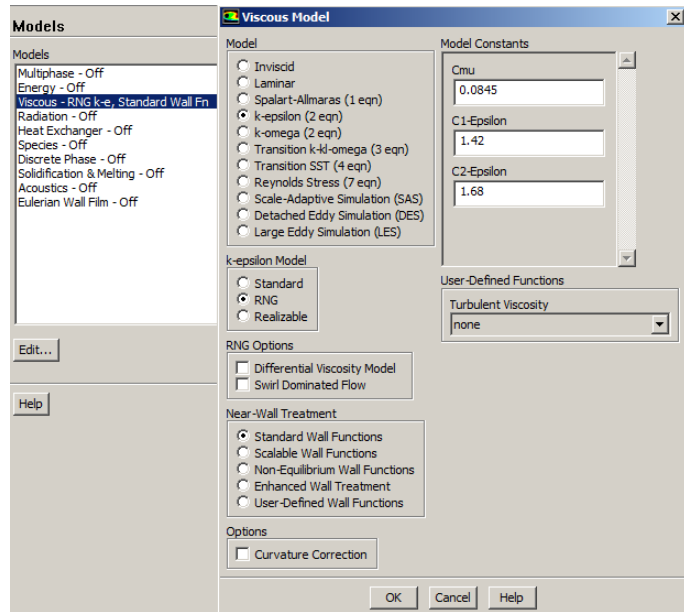 Models
Models
Multiphase - Off
Energy - Off
Viscous - RNG k-e, Standard Wall Fn
Radiation - Off
Heat Exchanger - Off
Species - Off
Discrete Phase - Off
Solidification & Melting - Off
Acoustics - Off
Eulerian Wall Film - Off
Edit...
Help
Viscous Model
Model
Inviscid
Laminar
Spalart-Allmaras (1 eqn)
k-epsilon (2 eqn)
k-omega (2 eqn)
Transition k-kl-omega (3 eqn)
Transition SST (4 eqn)
Reynolds Stress (7 eqn)
Scale-Adaptive Simulation (SAS)
Detached Eddy Simulation (DES)
Large Eddy Simulation (LES)
k-epsilon Model
Standard
RNG
Realizable
RNG Options
Differential Viscosity Model
Swirl Dominated Flow
Near-Wall Treatment
Standard Wall Functions
Scalable Wall Functions
Non-Equilibrium Wall Functions
Enhanced Wall Treatment
User-Defined Wall Functions
Options
Curvature Correction
Model Constants
Cmu
0.0845
C1-Epsilon
1.42
C2-Epsilon
1.68
User-Defined Functions
Turbulent Viscosity
none
OK
Cancel
Help